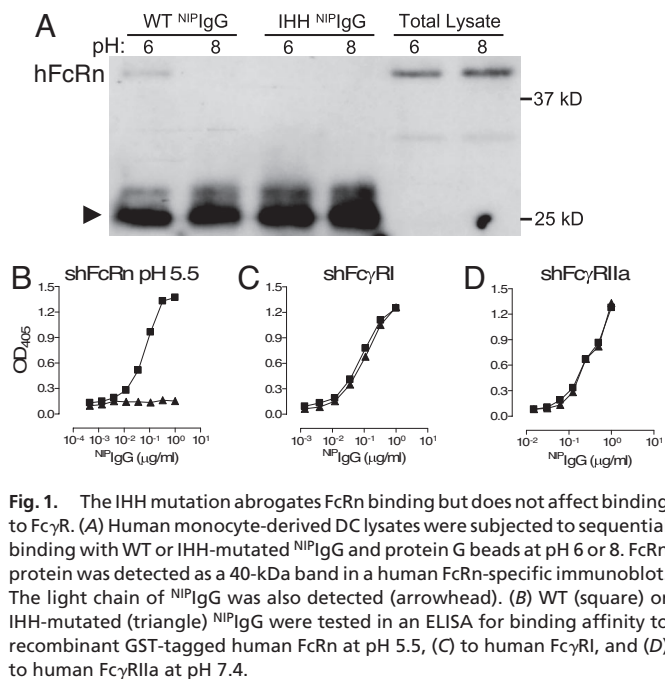 A
WT NIPIgG IHH NIPIgG Total Lysate
pH: 6 8 6 8 6 8
hFcRn
37 kD
25 kD
B shFcRn pH 5.5
C shFcγRI
D shFcγRIIa
OD405
1.5 1.5 1.5
1.2 1.2 1.2
0.9 0.9 0.9
0.6 0.6 0.6
0.3 0.3 0.3
0.0 0.0 0.0
10-4 10-3 10-2 10-1 100 101 10-3 10-2 10-1 100 101 10-2 10-1 100 101
NIPIgG (μg/ml) NIPIgG (μg/ml) NIPIgG (μg/ml)
Fig. 1. The IHH mutation abrogates FcRn binding but does not affect binding
to FcγR. (A) Human monocyte-derived DC lysates were subjected to sequentia
binding with WT or IHH-mutated NIPIgG and protein G beads at pH 6 or 8. FcRn
protein was detected as a 40-kDa band in a human FcRn-specific immunoblot.
The light chain of NIPIgG was also detected (arrowhead). (B) WT (square) or
IHH-mutated (triangle) NIPIgG were tested in an ELISA for binding affinity to
recombinant GST-tagged human FcRn at pH 5.5, (C) to human FcγRI, and (D)
to human FcγRIIa at pH 7.4.